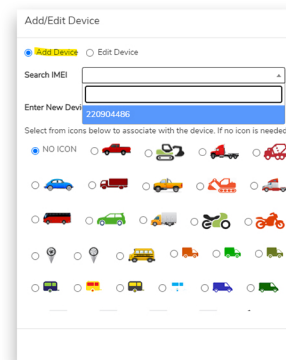 Add/Edit Device
Add Device Edit Device
Search IMEI
220904486
Enter New Devi
Select from icons below to associate with the device. If no icon is needed
NO ICON